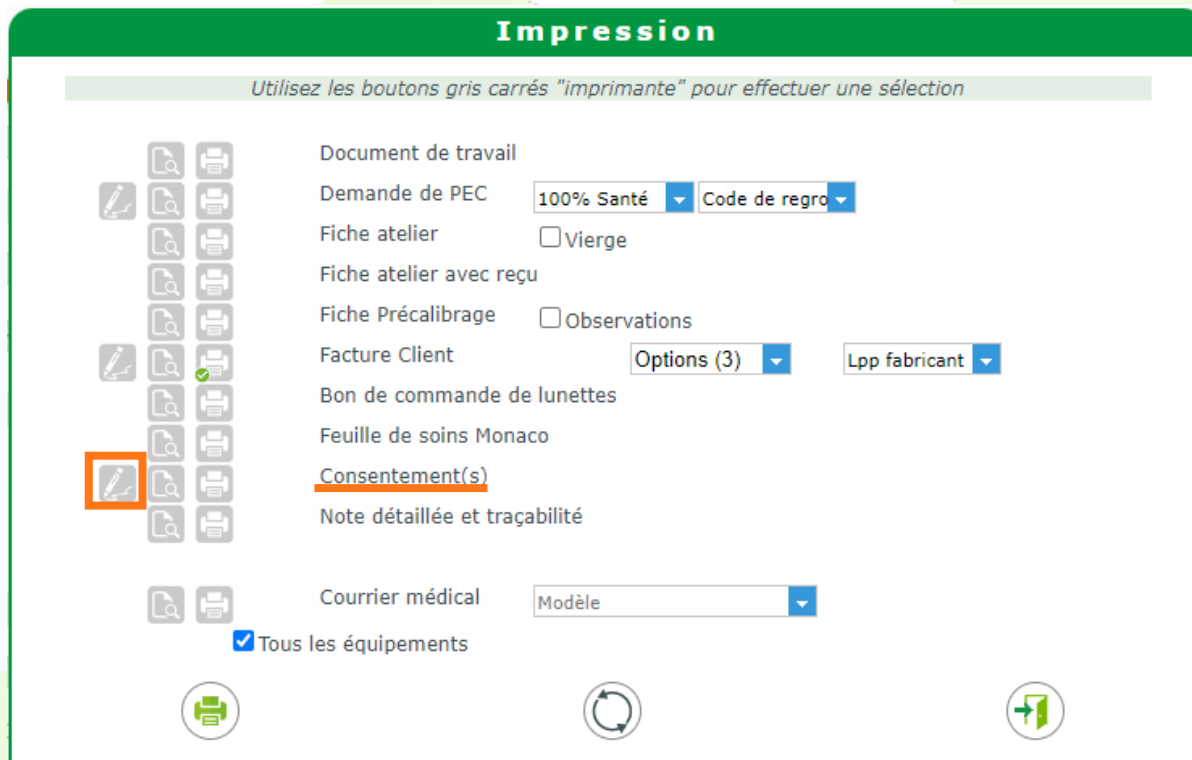 Impression
Utilisez les boutons gris carrés "imprimante" pour effectuer une sélection
Document de travail
Demande de PEC 100% Santé Code de regro
Fiche atelier Vierge
Fiche atelier avec reçu
Fiche Précalibrage Observations
Facture Client Options (3) Lpp fabricant
Bon de commande de lunettes
Feuille de soins Monaco
Consentement(s)
Note détaillée et traçabilité
Courrier médical Modèle
Tous les équipements